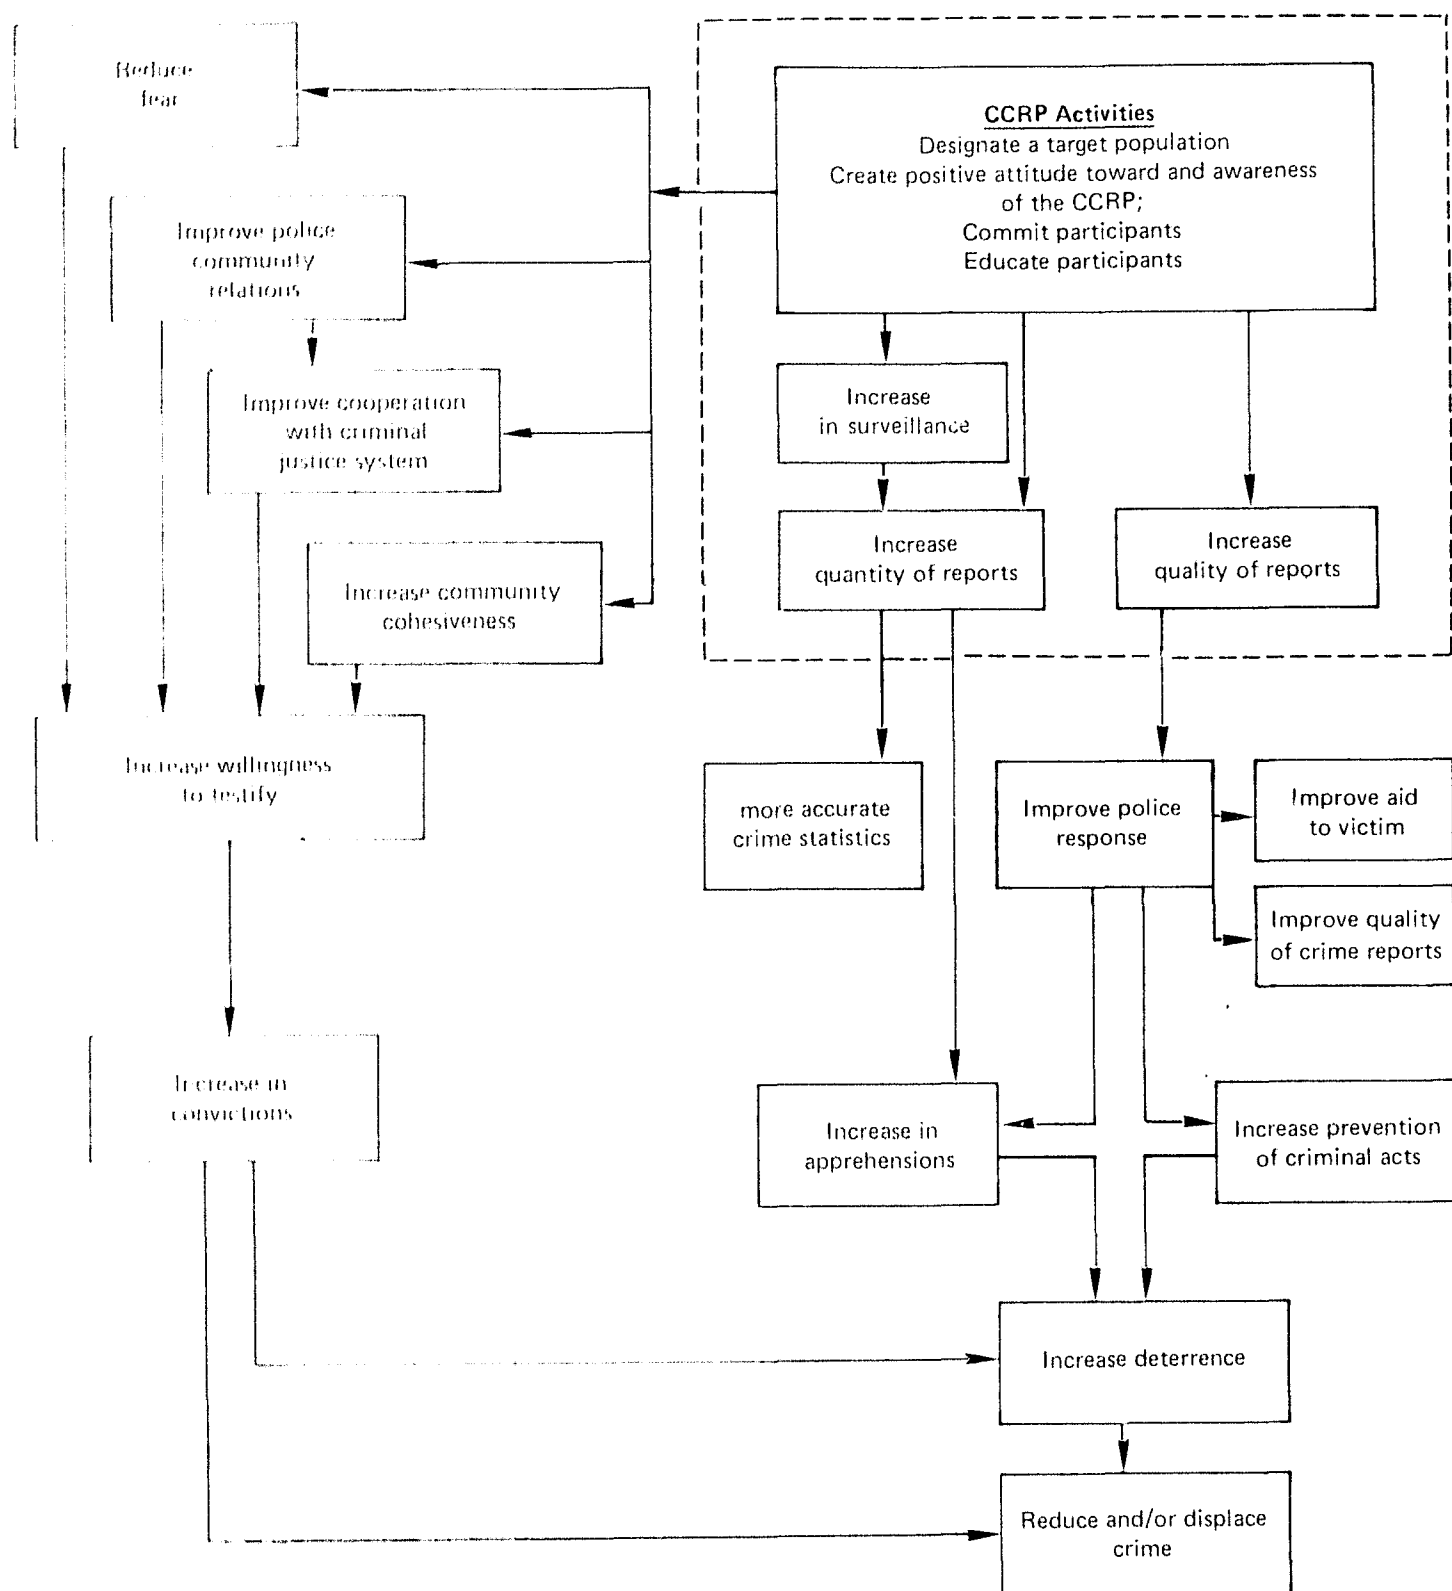 Reduce
fear
CCRP Activities
Designate a target population
Create positive attitude toward and awareness
of the CCRP;
Commit participants
Educate participants
Improve police
community
relations
Improve cooperation
with criminal
justice system
Increase
in surveillance
Increase
quantity of reports
Increase
quality of reports
Increase community
cohesiveness
Increase willingness
to testify
more accurate
crime statistics
Improve police
response
Improve aid
to victim
Improve quality
of crime reports
Increase in
convictions
Increase in
apprehensions
Increase prevention
of criminal acts
Increase deterrence
Reduce and/or displace
crime